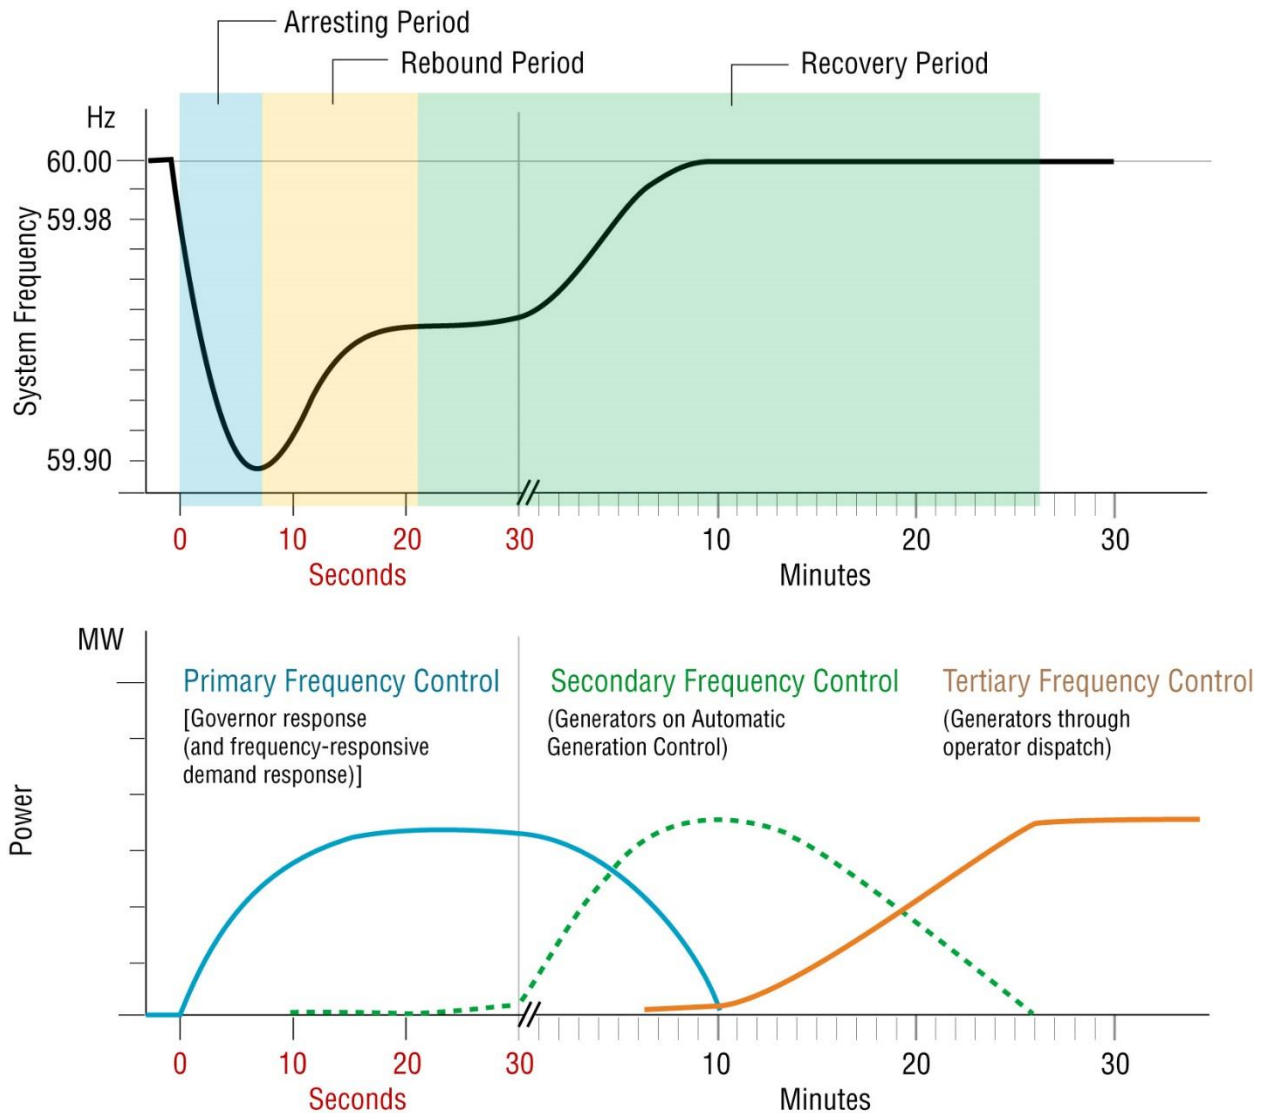 Arresting Period
Rebound Period
Recovery Period
Hz
60.00
59.98
System Frequency
59.90
0 10 20 30 10 20 30
Seconds Minutes
MW
Primary Frequency Control
[Governor response
(and frequency-responsive
demand response)]
Secondary Frequency Control
(Generators on Automatic
Generation Control)
Tertiary Frequency Control
(Generators through
operator dispatch)
Power
0 10 20 30 10 20 30
Seconds Minutes